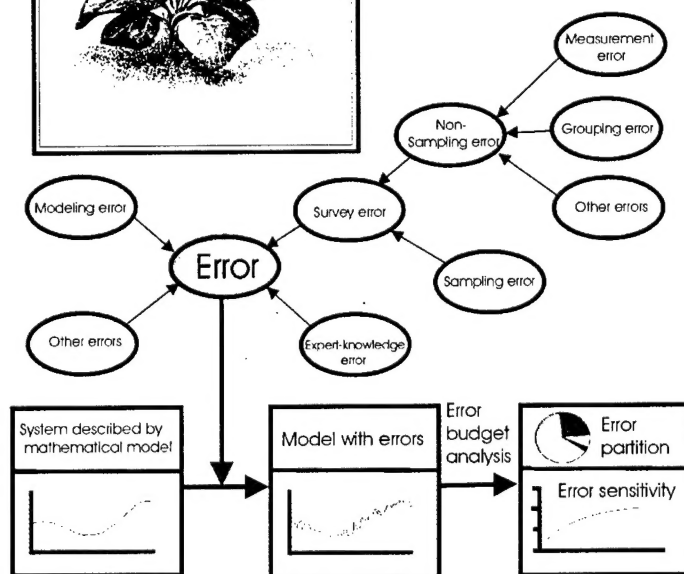 Measurement
error
Non-
Sampling error
Grouping error
Modeling error
Survey error
Other errors
Error
Sampling error
Other errors
Expert-knowledge
error
System described by
mathematical model
Model with errors
Error
budget
analysis
Error
partition
Error sensitivity